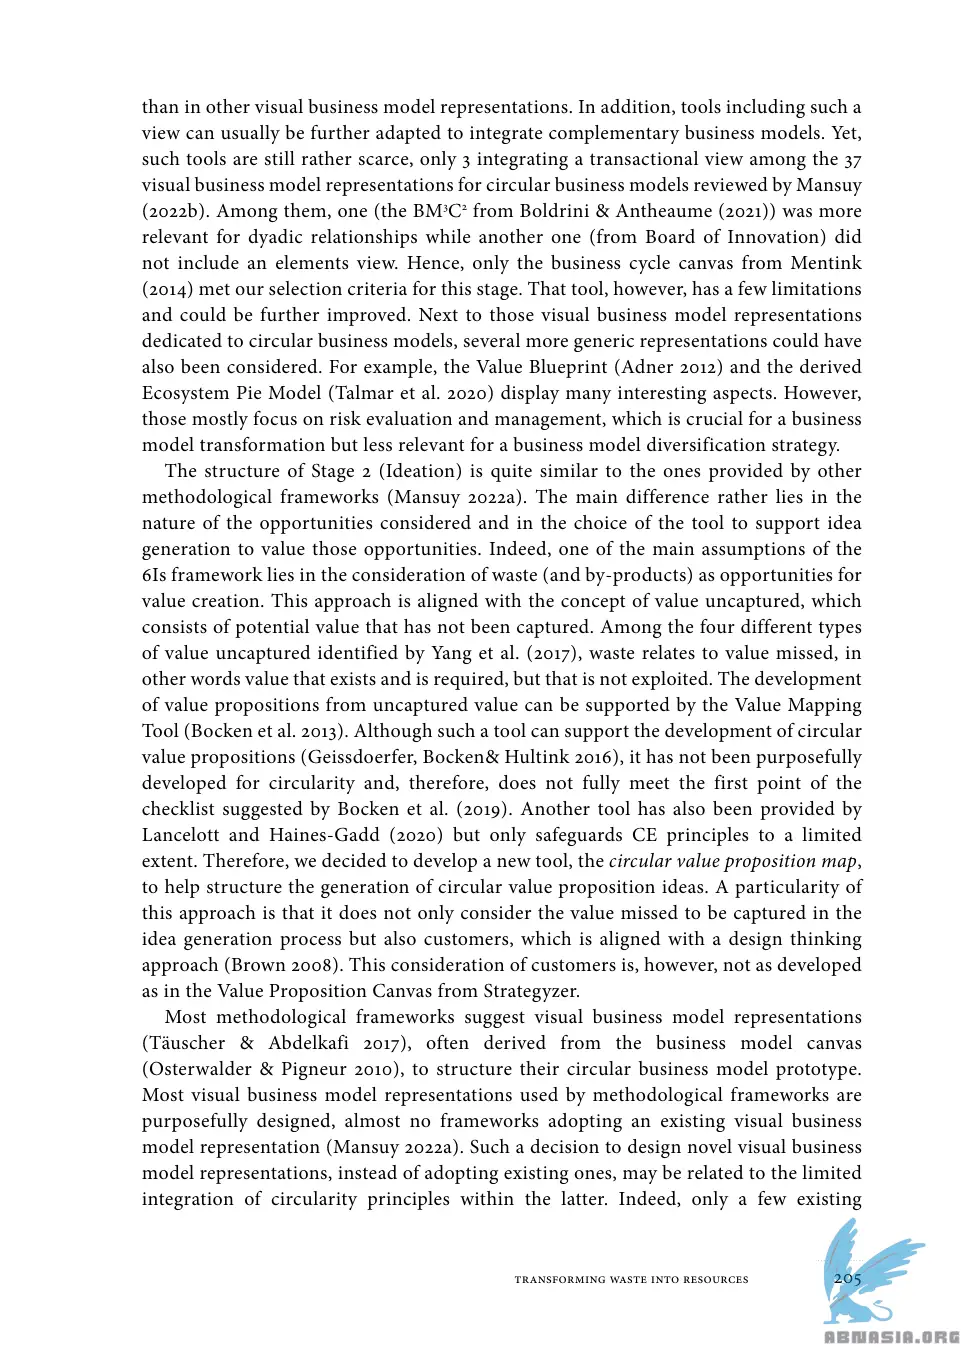 than in other visual business model representations. In addition, tools including such a
view can usually be further adapted to integrate complementary business models. Yet,
such tools are still rather scarce, only 3 integrating a transactional view among the 37
visual business model representations for circular business models reviewed by Mansuy
(2022b). Among them, one (the BM³C² from Boldrini & Antheaume (2021)) was more
relevant for dyadic relationships while another one (from Board of Innovation) did
not include an elements view. Hence, only the business cycle canvas from Mentink
(2014) met our selection criteria for this stage. That tool, however, has a few limitations
and could be further improved. Next to those visual business model representations
dedicated to circular business models, several more generic representations could have
also been considered. For example, the Value Blueprint (Adner 2012) and the derived
Ecosystem Pie Model (Talmar et al. 2020) display many interesting aspects. However,
those mostly focus on risk evaluation and management, which is crucial for a business
model transformation but less relevant for a business model diversification strategy.
The structure of Stage 2 (Ideation) is quite similar to the ones provided by other
methodological frameworks (Mansuy 2022a). The main difference rather lies in the
nature of the opportunities considered and in the choice of the tool to support idea
generation to value those opportunities. Indeed, one of the main assumptions of the
6Is framework lies in the consideration of waste (and by-products) as opportunities for
value creation. This approach is aligned with the concept of value uncaptured, which
consists of potential value that has not been captured. Among the four different types
of value uncaptured identified by Yang et al. (2017), waste relates to value missed, in
other words value that exists and is required, but that is not exploited. The development
of value propositions from uncaptured value can be supported by the Value Mapping
Tool (Bocken et al. 2013). Although such a tool can support the development of circular
value propositions (Geissdoerfer, Bocken& Hultink 2016), it has not been purposefully
developed for circularity and, therefore, does not fully meet the first point of the
checklist suggested by Bocken et al. (2019). Another tool has also been provided by
Lancelott and Haines-Gadd (2020) but only safeguards CE principles to a limited
extent. Therefore, we decided to develop a new tool, the circular value proposition map,
to help structure the generation of circular value proposition ideas. A particularity of
this approach is that it does not only consider the value missed to be captured in the
idea generation process but also customers, which is aligned with a design thinking
approach (Brown 2008). This consideration of customers is, however, not as developed
as in the Value Proposition Canvas from Strategyzer.
Most methodological frameworks suggest visual business model representations
(Täuscher & Abdelkafi 2017), often derived from the business model canvas
(Osterwalder & Pigneur 2010), to structure their circular business model prototype.
Most visual business model representations used by methodological frameworks are
purposefully designed, almost no frameworks adopting an existing visual business
model representation (Mansuy 2022a). Such a decision to design novel visual business
model representations, instead of adopting existing ones, may be related to the limited
integration of circularity principles within the latter. Indeed, only a few existing
TRANSFORMING WASTE INTO RESOURCES 205
ABNASIA.ORG